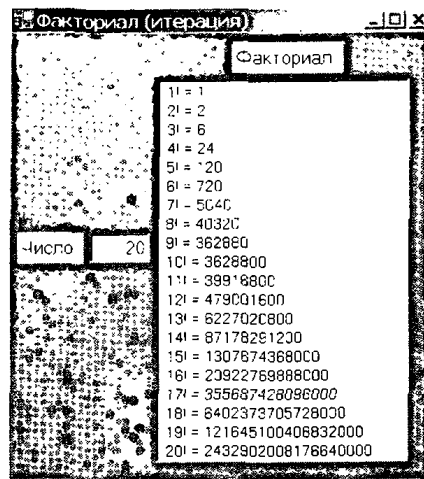 Факториал (итерация)
Факториал
1! = 1
2! = 2
3! = 6
4! = 24
5! = 120
6! = 720
7! = 5040
8! = 40320
9! = 362880
10! = 3628800
11! = 39916800
12! = 479001600
13! = 6227020800
14! = 87178291200
15! = 1307674368000
16! = 20922789888000
17! = 355687428096000
18! = 6402373705728000
19! = 121645100408832000
20! = 2432902008176640000
Число 20